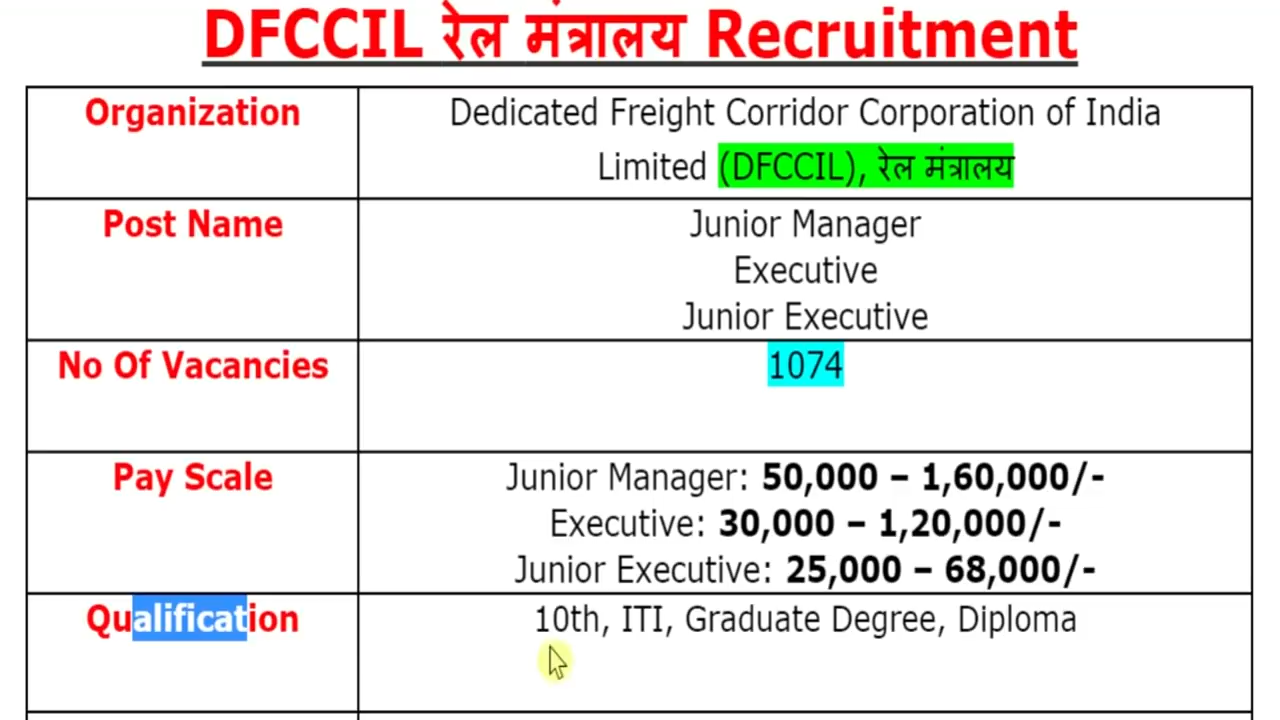 DFCCIL रेल मंत्रालय Recruitment
Organization
Dedicated Freight Corridor Corporation of India
Limited (DFCCIL), रेल मंत्रालय
Post Name
Junior Manager
Executive
Junior Executive
No Of Vacancies
1074
Pay Scale
Junior Manager: 50,000 – 1,60,000/-
Executive: 30,000 – 1,20,000/-
Junior Executive: 25,000 – 68,000/-
Qualification
10th, ITI, Graduate Degree, Diploma